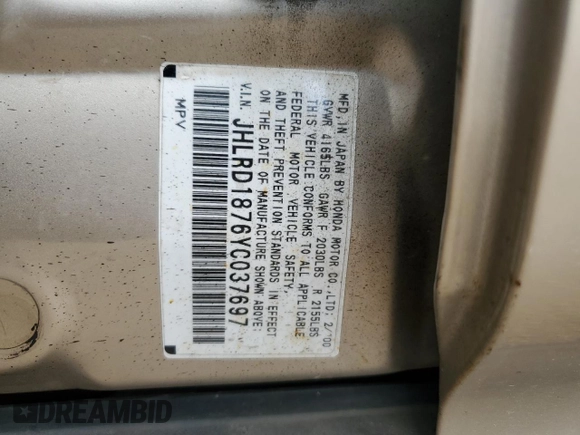 MFD.IN JAPAN BY HONDA MOTOR CO.,LTD; 2/'00
GVWR 4165LBS GAWR F 2030LBS R 2155LBS
THIS VEHICLE CONFORMS TO ALL APPLICABLE
FEDERAL MOTOR VEHICLE SAFETY,
AND THEFT PREVENTION STANDARDS IN EFFECT
ON THE DATE OF MANUFACTURE SHOWN ABOVE;
V.I.N. JHLRD1876YC037697
MPV
DREAMBID